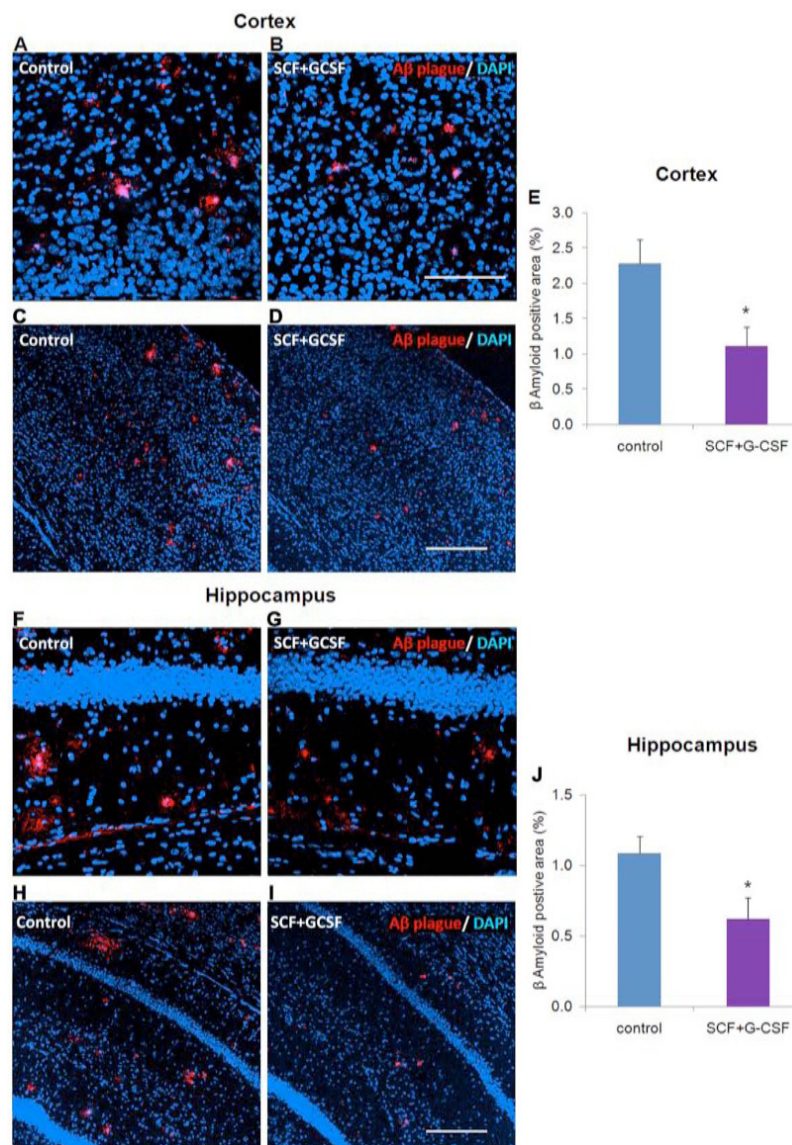 Cortex
A
Control
B
SCF+GCSF
Aβ plague/ DAPI
C
Control
D
SCF+GCSF
Aβ plague/ DAPI
Cortex
E
β Amyloid positive area (%)
3.0
2.5
2.0
1.5
1.0
0.5
0.0
*
control
SCF+G-CSF
Hippocampus
F
Control
G
SCF+GCSF
Aβ plague/ DAPI
H
Control
I
SCF+GCSF
Aβ plague/ DAPI
Hippocampus
J
β Amyloid postive area (%)
1.5
1.0
0.5
0.0
*
control
SCF+G-CSF